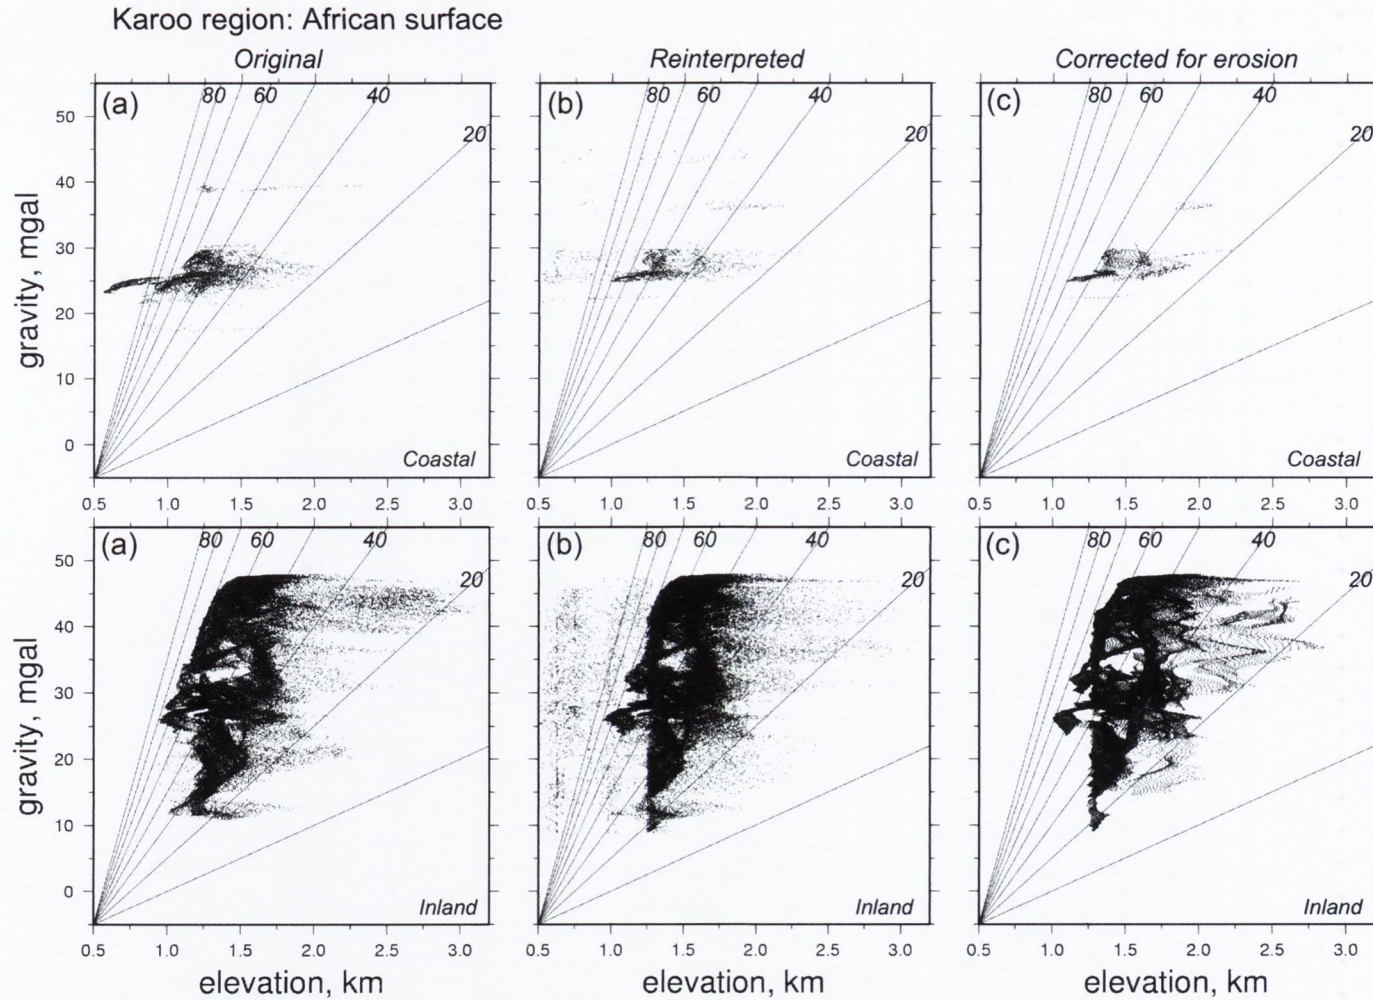 Karoo region: African surface
Original Reinterpreted Corrected for erosion
(a) 80 60 40 20 (b) 80 60 40 20 (c) 80 60 40 20
50
40
30
20
10
0
gravity, mgal
Coastal Coastal Coastal
0.5 1.0 1.5 2.0 2.5 3.0 0.5 1.0 1.5 2.0 2.5 3.0 0.5 1.0 1.5 2.0 2.5 3.0
(a) 80 60 40 20 (b) 80 60 40 20 (c) 80 60 40 20
50
40
30
20
10
0
gravity, mgal
Inland Inland Inland
0.5 1.0 1.5 2.0 2.5 3.0 0.5 1.0 1.5 2.0 2.5 3.0 0.5 1.0 1.5 2.0 2.5 3.0
elevation, km elevation, km elevation, km